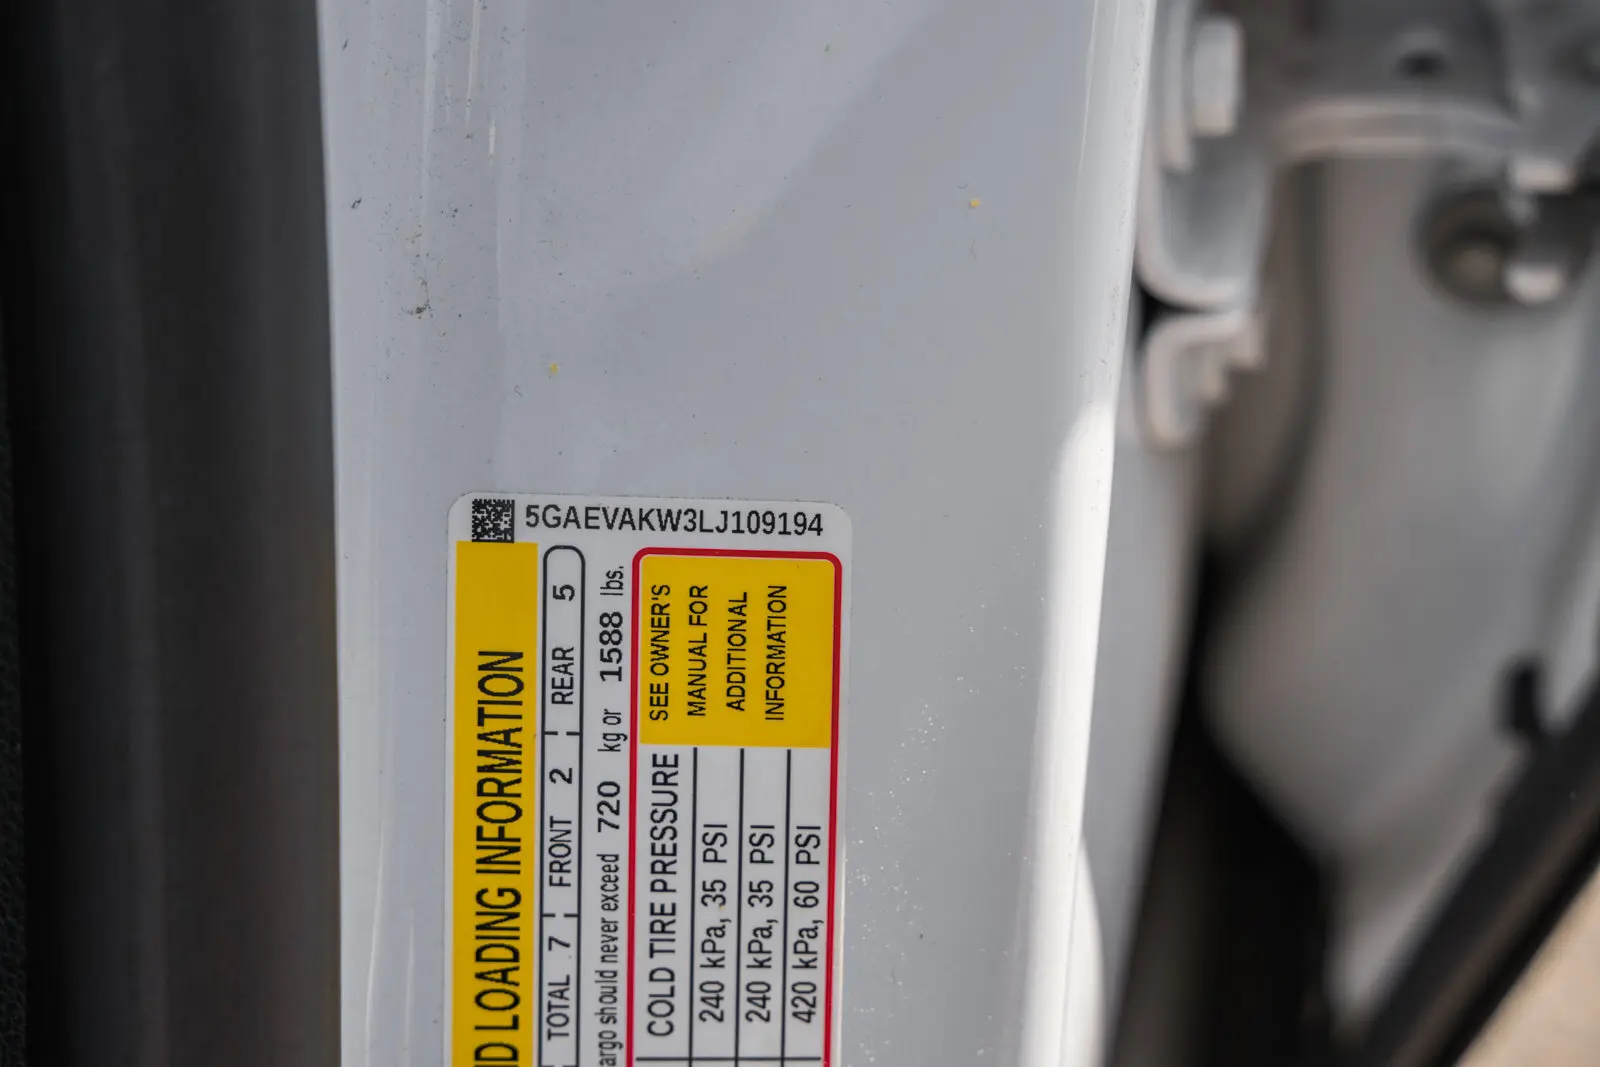 5GAEVAKW3LJ109194
LOADING INFORMATION
TOTAL 7 FRONT 2 REAR 5
should never exceed 720 kg or 1588 lbs.
COLD TIRE PRESSURE
240 kPa, 35 PSI
240 kPa, 35 PSI
420 kPa, 60 PSI
SEE OWNER'S
MANUAL FOR
ADDITIONAL
INFORMATION